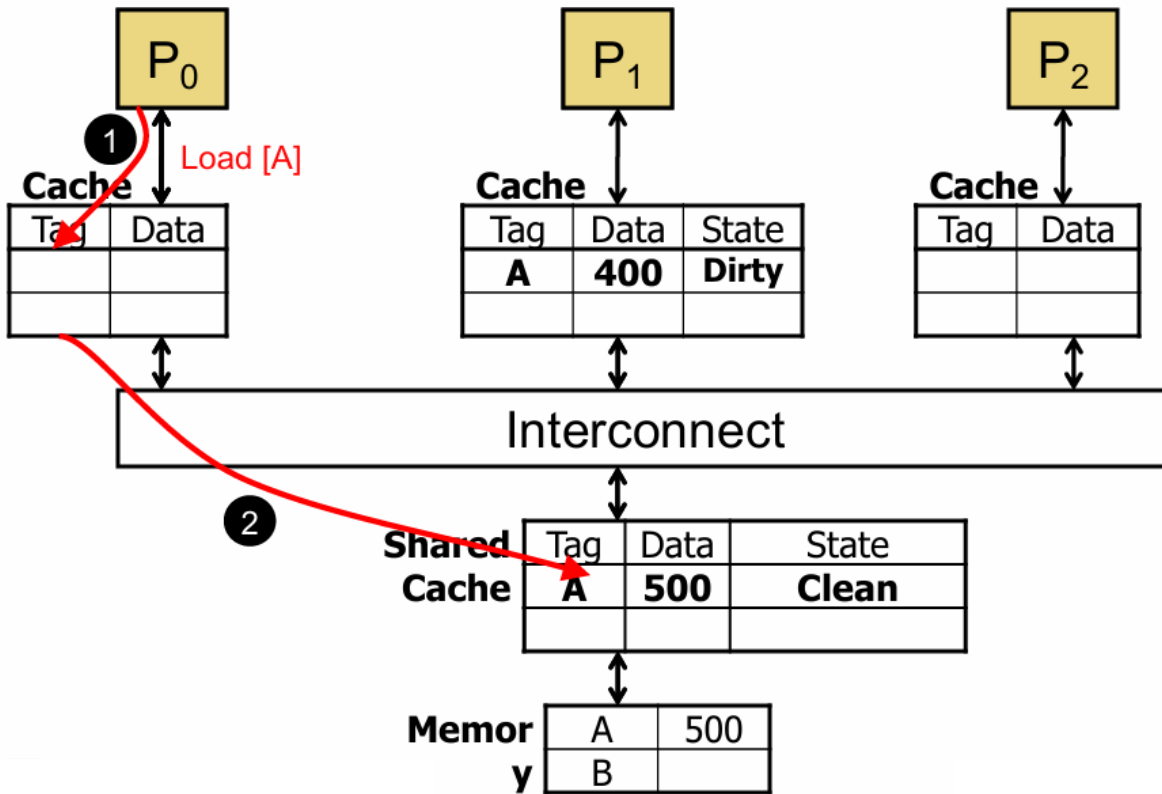 P0 P1 P2
1
Load [A]
Cache Cache Cache
Tag Data Tag Data State Tag Data
A 400 Dirty
Interconnect
2
Shared Tag Data State
Cache A 500 Clean
Memor A 500
y B